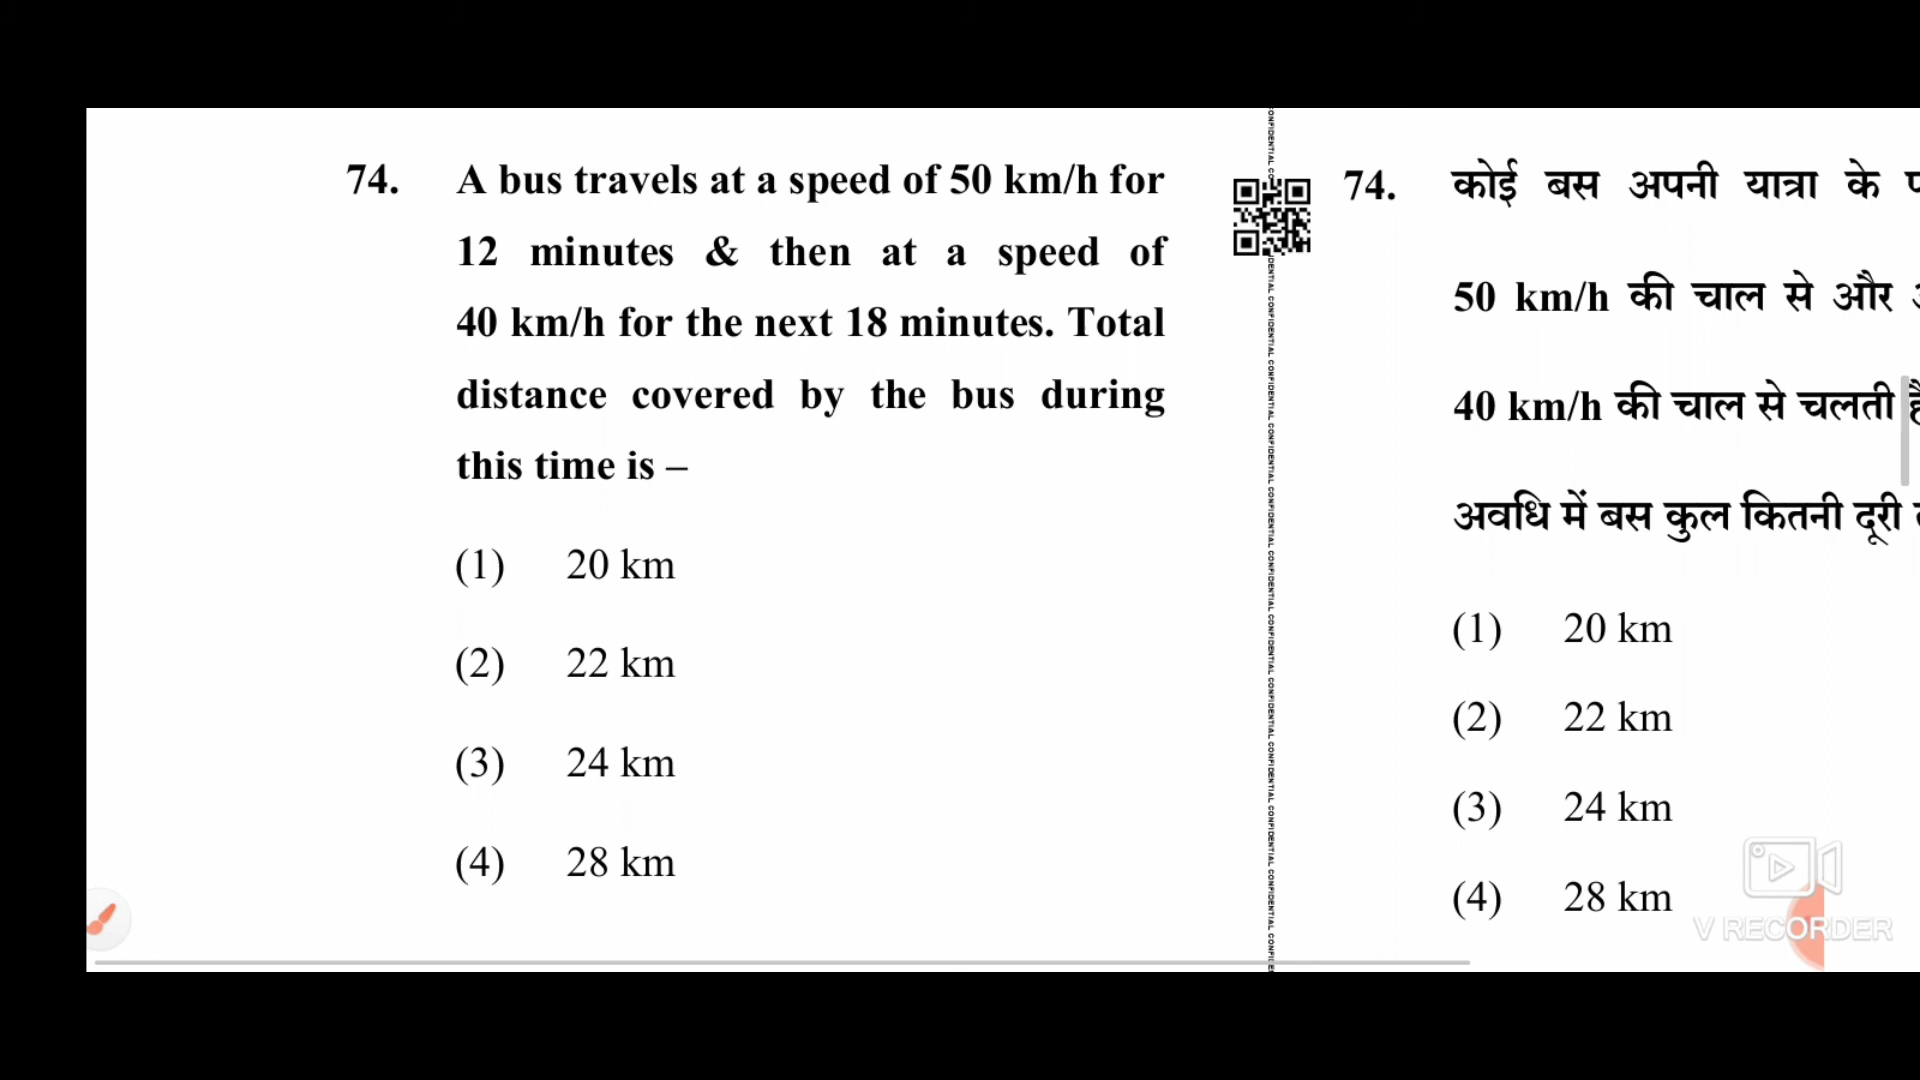 74. A bus travels at a speed of 50 km/h for
12 minutes & then at a speed of
40 km/h for the next 18 minutes. Total
distance covered by the bus during
this time is –
(1) 20 km
(2) 22 km
(3) 24 km
(4) 28 km
74. कोई बस अपनी यात्रा के
50 km/h की चाल से और
40 km/h की चाल से चलती
अवधि में बस कुल कितनी दूरी
(1) 20 km
(2) 22 km
(3) 24 km
(4) 28 km
V RECORDER